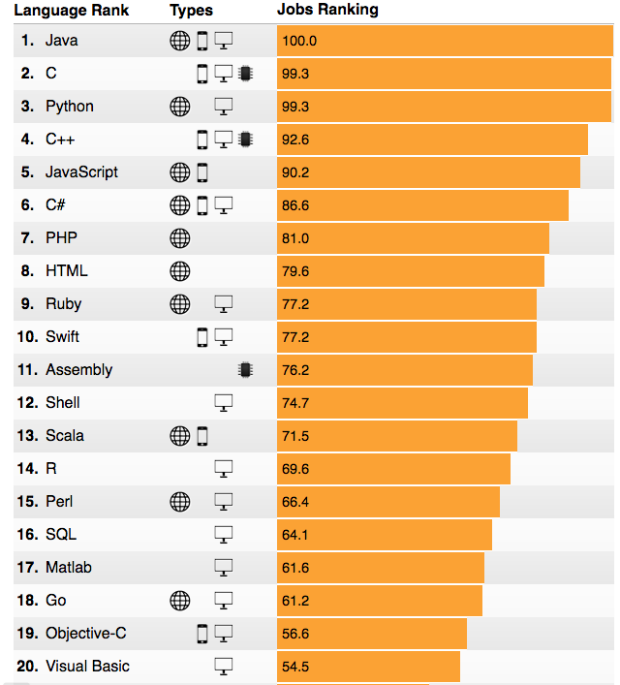 Language Rank Types Jobs Ranking
1. Java 100.0
2. C 99.3
3. Python 99.3
4. C++ 92.6
5. JavaScript 90.2
6. C# 86.6
7. PHP 81.0
8. HTML 79.6
9. Ruby 77.2
10. Swift 77.2
11. Assembly 76.2
12. Shell 74.7
13. Scala 71.5
14. R 69.6
15. Perl 66.4
16. SQL 64.1
17. Matlab 61.6
18. Go 61.2
19. Objective-C 56.6
20. Visual Basic 54.5